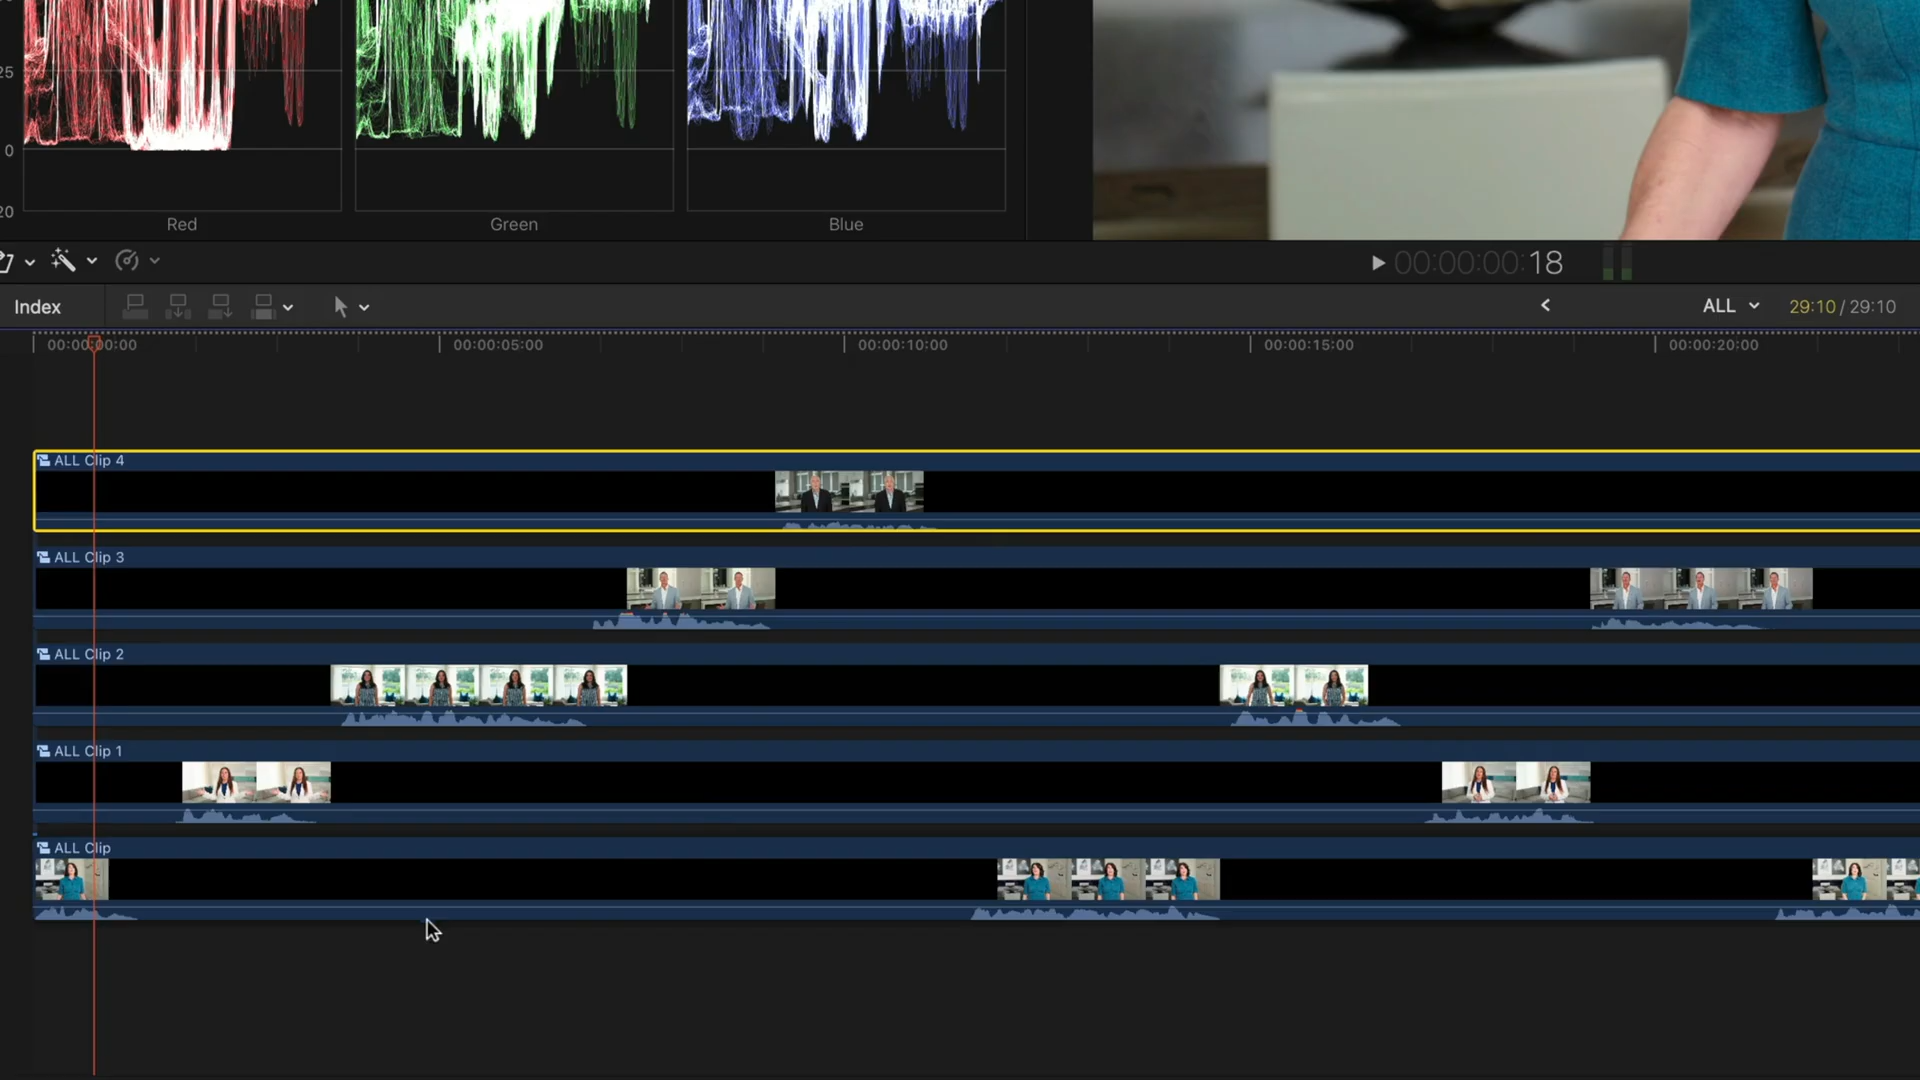 25
0
20
Red
Green
Blue
00:00:00:18
Index
ALL
29:10 / 29:10
00:00:00:00
00:00:05:00
00:00:10:00
00:00:15:00
00:00:20:00
ALL Clip 4
ALL Clip 3
ALL Clip 2
ALL Clip 1
ALL Clip